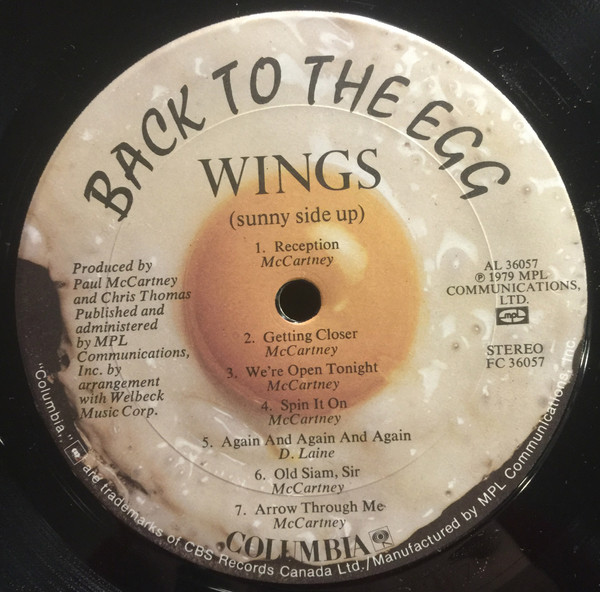 BACK TO THE EGG
WINGS
(sunny side up)
1. Reception
McCartney
Produced by
Paul McCartney
and Chris Thomas
Published and
administered
by MPL
Communications,
Inc. by
arrangement
with Welbeck
Music Corp.
AL 36057
℗ 1979 MPL
COMMUNICATIONS,
LTD.
mpl
STEREO
FC 36057
2. Getting Closer
McCartney
3. We're Open Tonight
McCartney
4. Spin It On
McCartney
5. Again And Again And Again
D. Laine
6. Old Siam, Sir
McCartney
7. Arrow Through Me
McCartney
COLUMBIA
"Columbia," are trademarks of CBS Records Canada Ltd./Manufactured by MPL Communications, Inc.